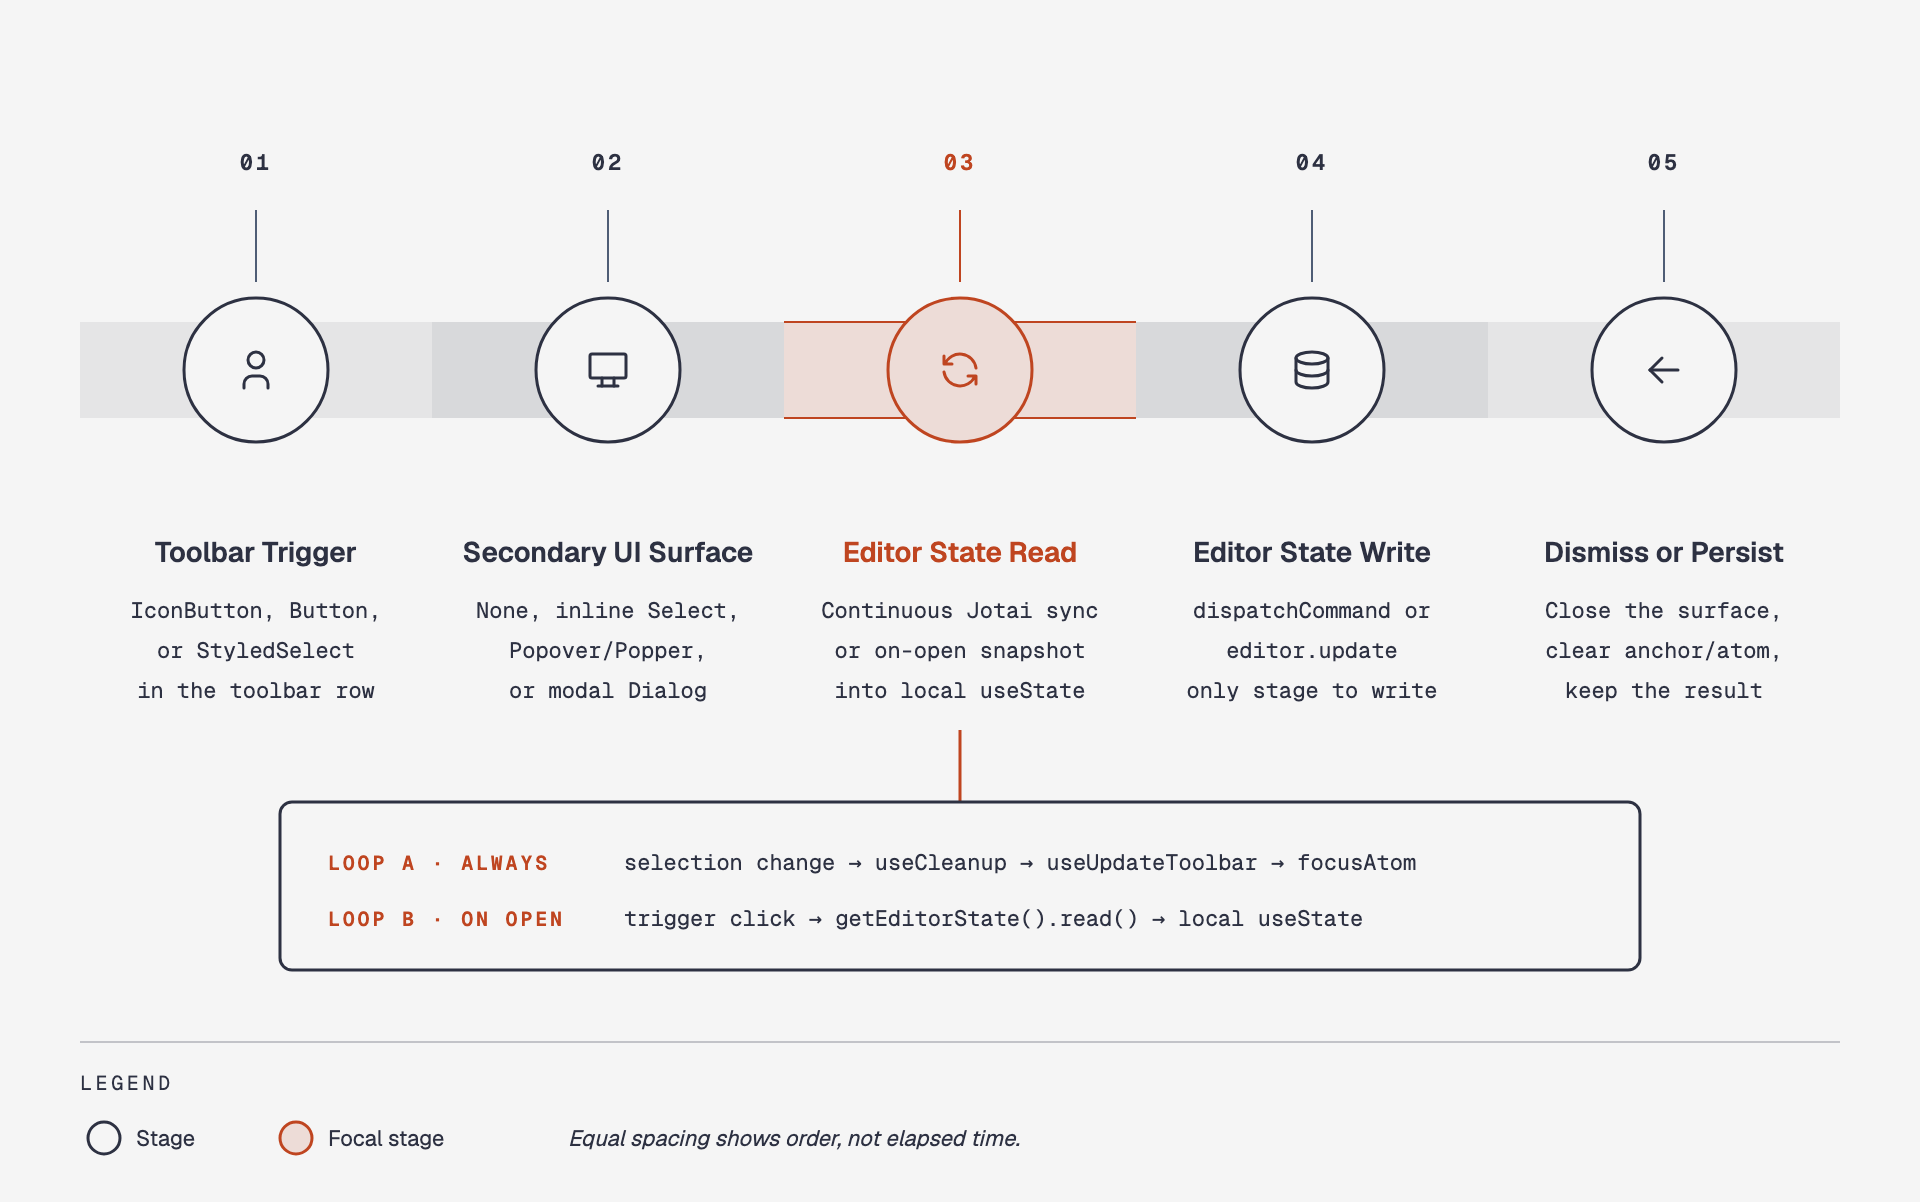 01
02
03
04
05
Toolbar Trigger
IconButton, Button,
or StyledSelect
in the toolbar row
Secondary UI Surface
None, inline Select,
Popover/Popper,
or modal Dialog
Editor State Read
Continuous Jotai sync
or on-open snapshot
into local useState
Editor State Write
dispatchCommand or
editor.update
only stage to write
Dismiss or Persist
Close the surface,
clear anchor/atom,
keep the result
LOOP A · ALWAYS selection change → useCleanup → useUpdateToolbar → focusAtom
LOOP B · ON OPEN trigger click → getEditorState().read() → local useState
LEGEND
Stage
Focal stage
Equal spacing shows order, not elapsed time.